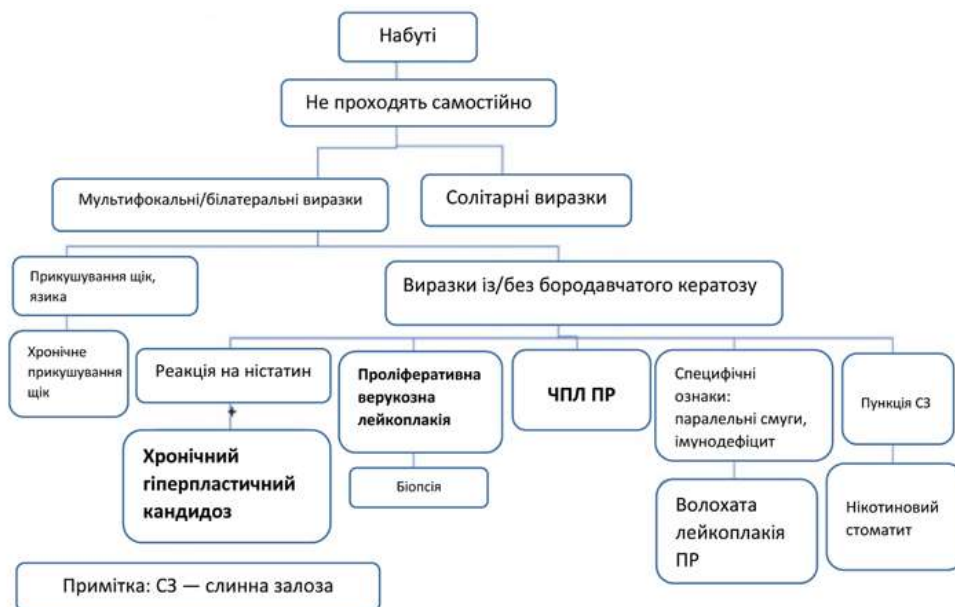 Набуті
Не проходять самостійно
Мультифокальні/білатеральні виразки
Солітарні виразки
Прикушування щік,
язика
Виразки із/без бородавчатого кератозу
Хронічне
прикушування
щік
Реакція на ністатин
Проліферативна
верукозна
лейкоплакія
ЧПЛ ПР
Специфічні
ознаки:
паралельні смуги,
імунодефіцит
Пункція СЗ
Хронічний
гіперпластичний
кандидоз
Біопсія
Волохата
лейкоплакія
ПР
Нікотиновий
стоматит
Примітка: СЗ — слинна залоза